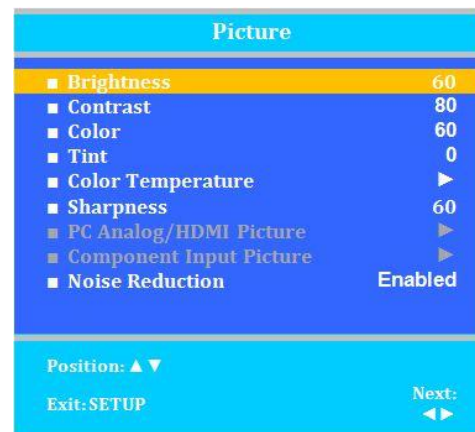 Picture
■ Brightness 60
■ Contrast 80
■ Color 60
■ Tint 0
■ Color Temperature ►
■ Sharpness 60
■ PC Analog/HDMI Picture ►
■ Component Input Picture ►
■ Noise Reduction Enabled
Position: ▲ ▼
Exit: SETUP
Next:
◄►